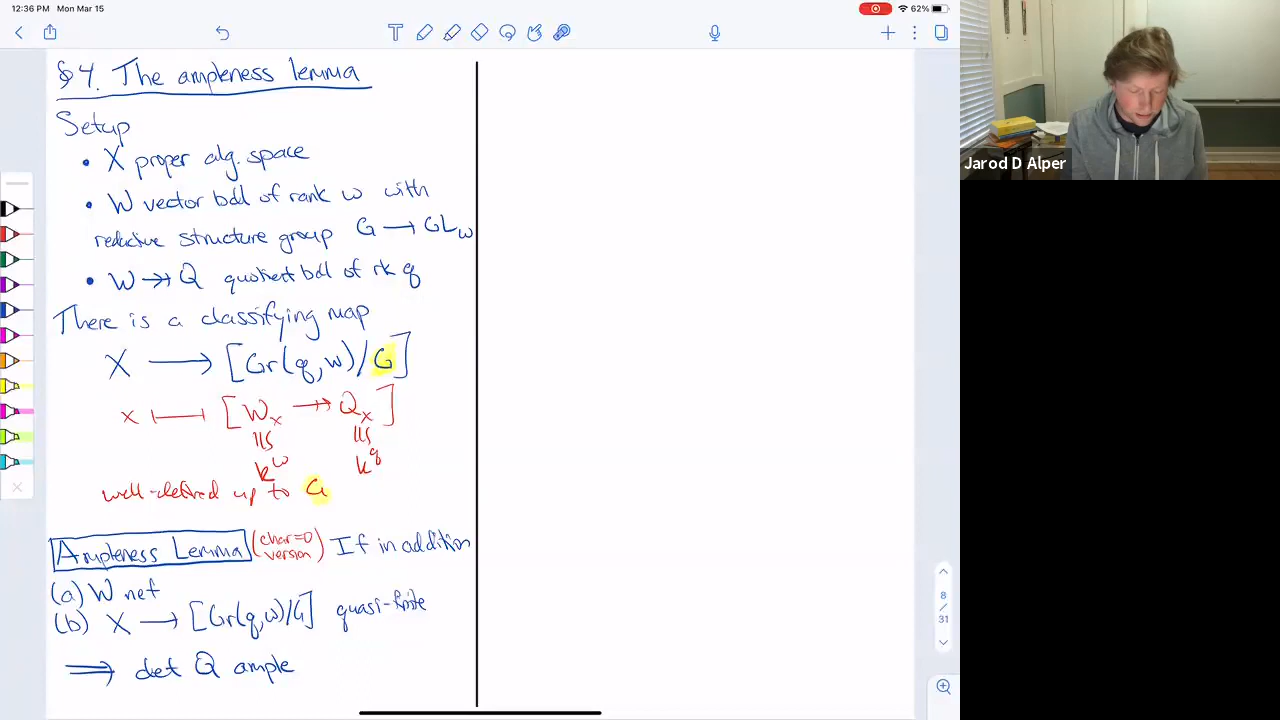 12:36 PM Mon Mar 15
62%
§4. The ampleness lemma
Setup
• X proper alg. space
• W vector bdl of rank w with
reductive structure group G → GL_w
• W ↠ Q quotient bdl of rk q
There is a classifying map
X → [Gr(q,w)/G]
x ↦ [W_x ↠ Q_x]
k^w k^q
well-defined up to G
Ampleness Lemma (char=0 version) If in addition
(a) W nef
(b) X → [Gr(q,w)/G] quasi-finite
⟹ det Q ample
Jarod D Alper
8
/
31